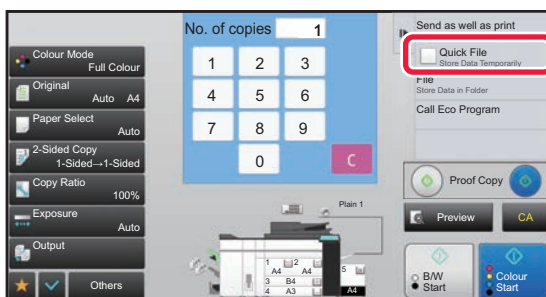 Colour Mode
Full Colour
Original
Auto A4
Paper Select
Auto
2-Sided Copy
1-Sided→1-Sided
Copy Ratio
100%
Exposure
Auto
Output
Others
No. of copies 1
1 2 3
4 5 6
7 8 9
0 C
Plain 1
1 A4 2 A4
3 B4
4 A3
5 A4
Send as well as print
Quick File
Store Data Temporarily
File
Store Data in Folder
Call Eco Program
Proof Copy
Preview CA
B/W Start
Colour Start